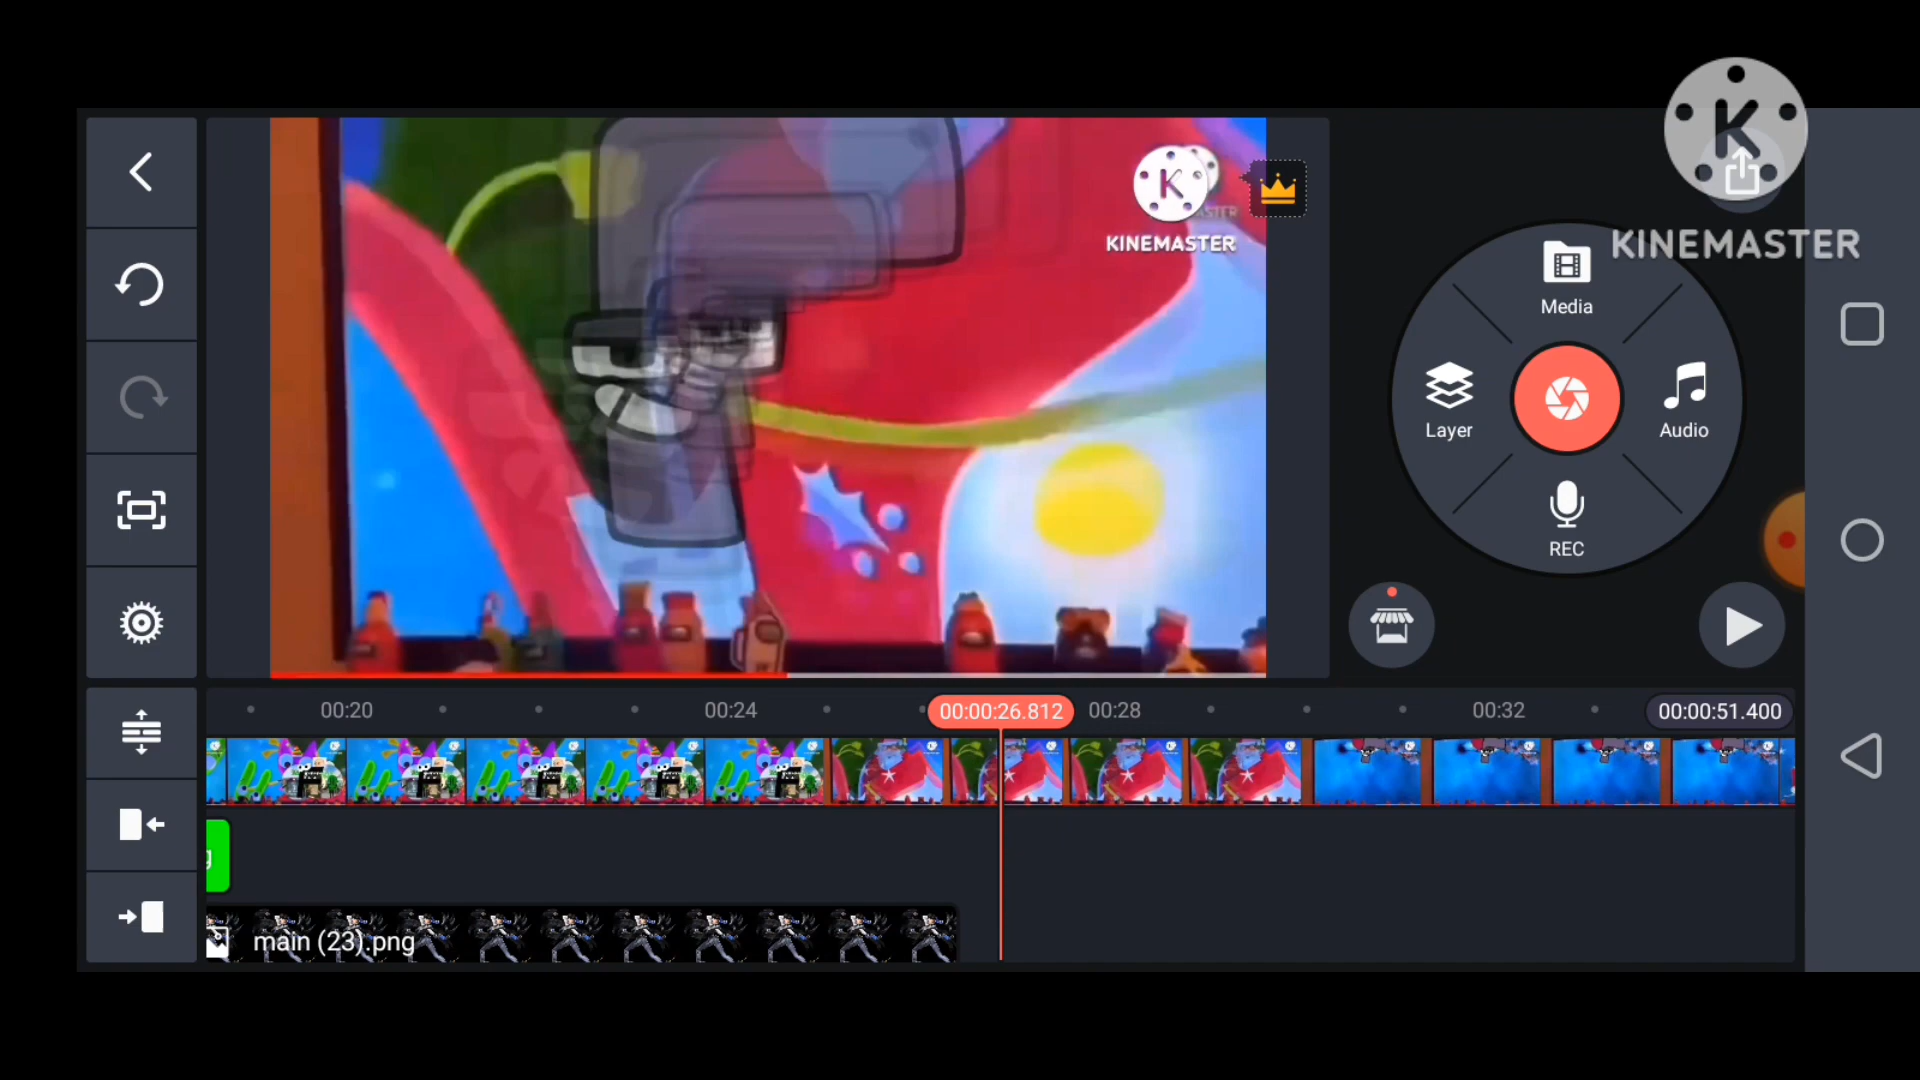 K
KINEMASTER
K
KINEMASTER
Media
Layer
Audio
REC
00:20
00:24
00:00:26.812
00:28
00:32
00:00:51.400
main (23).png